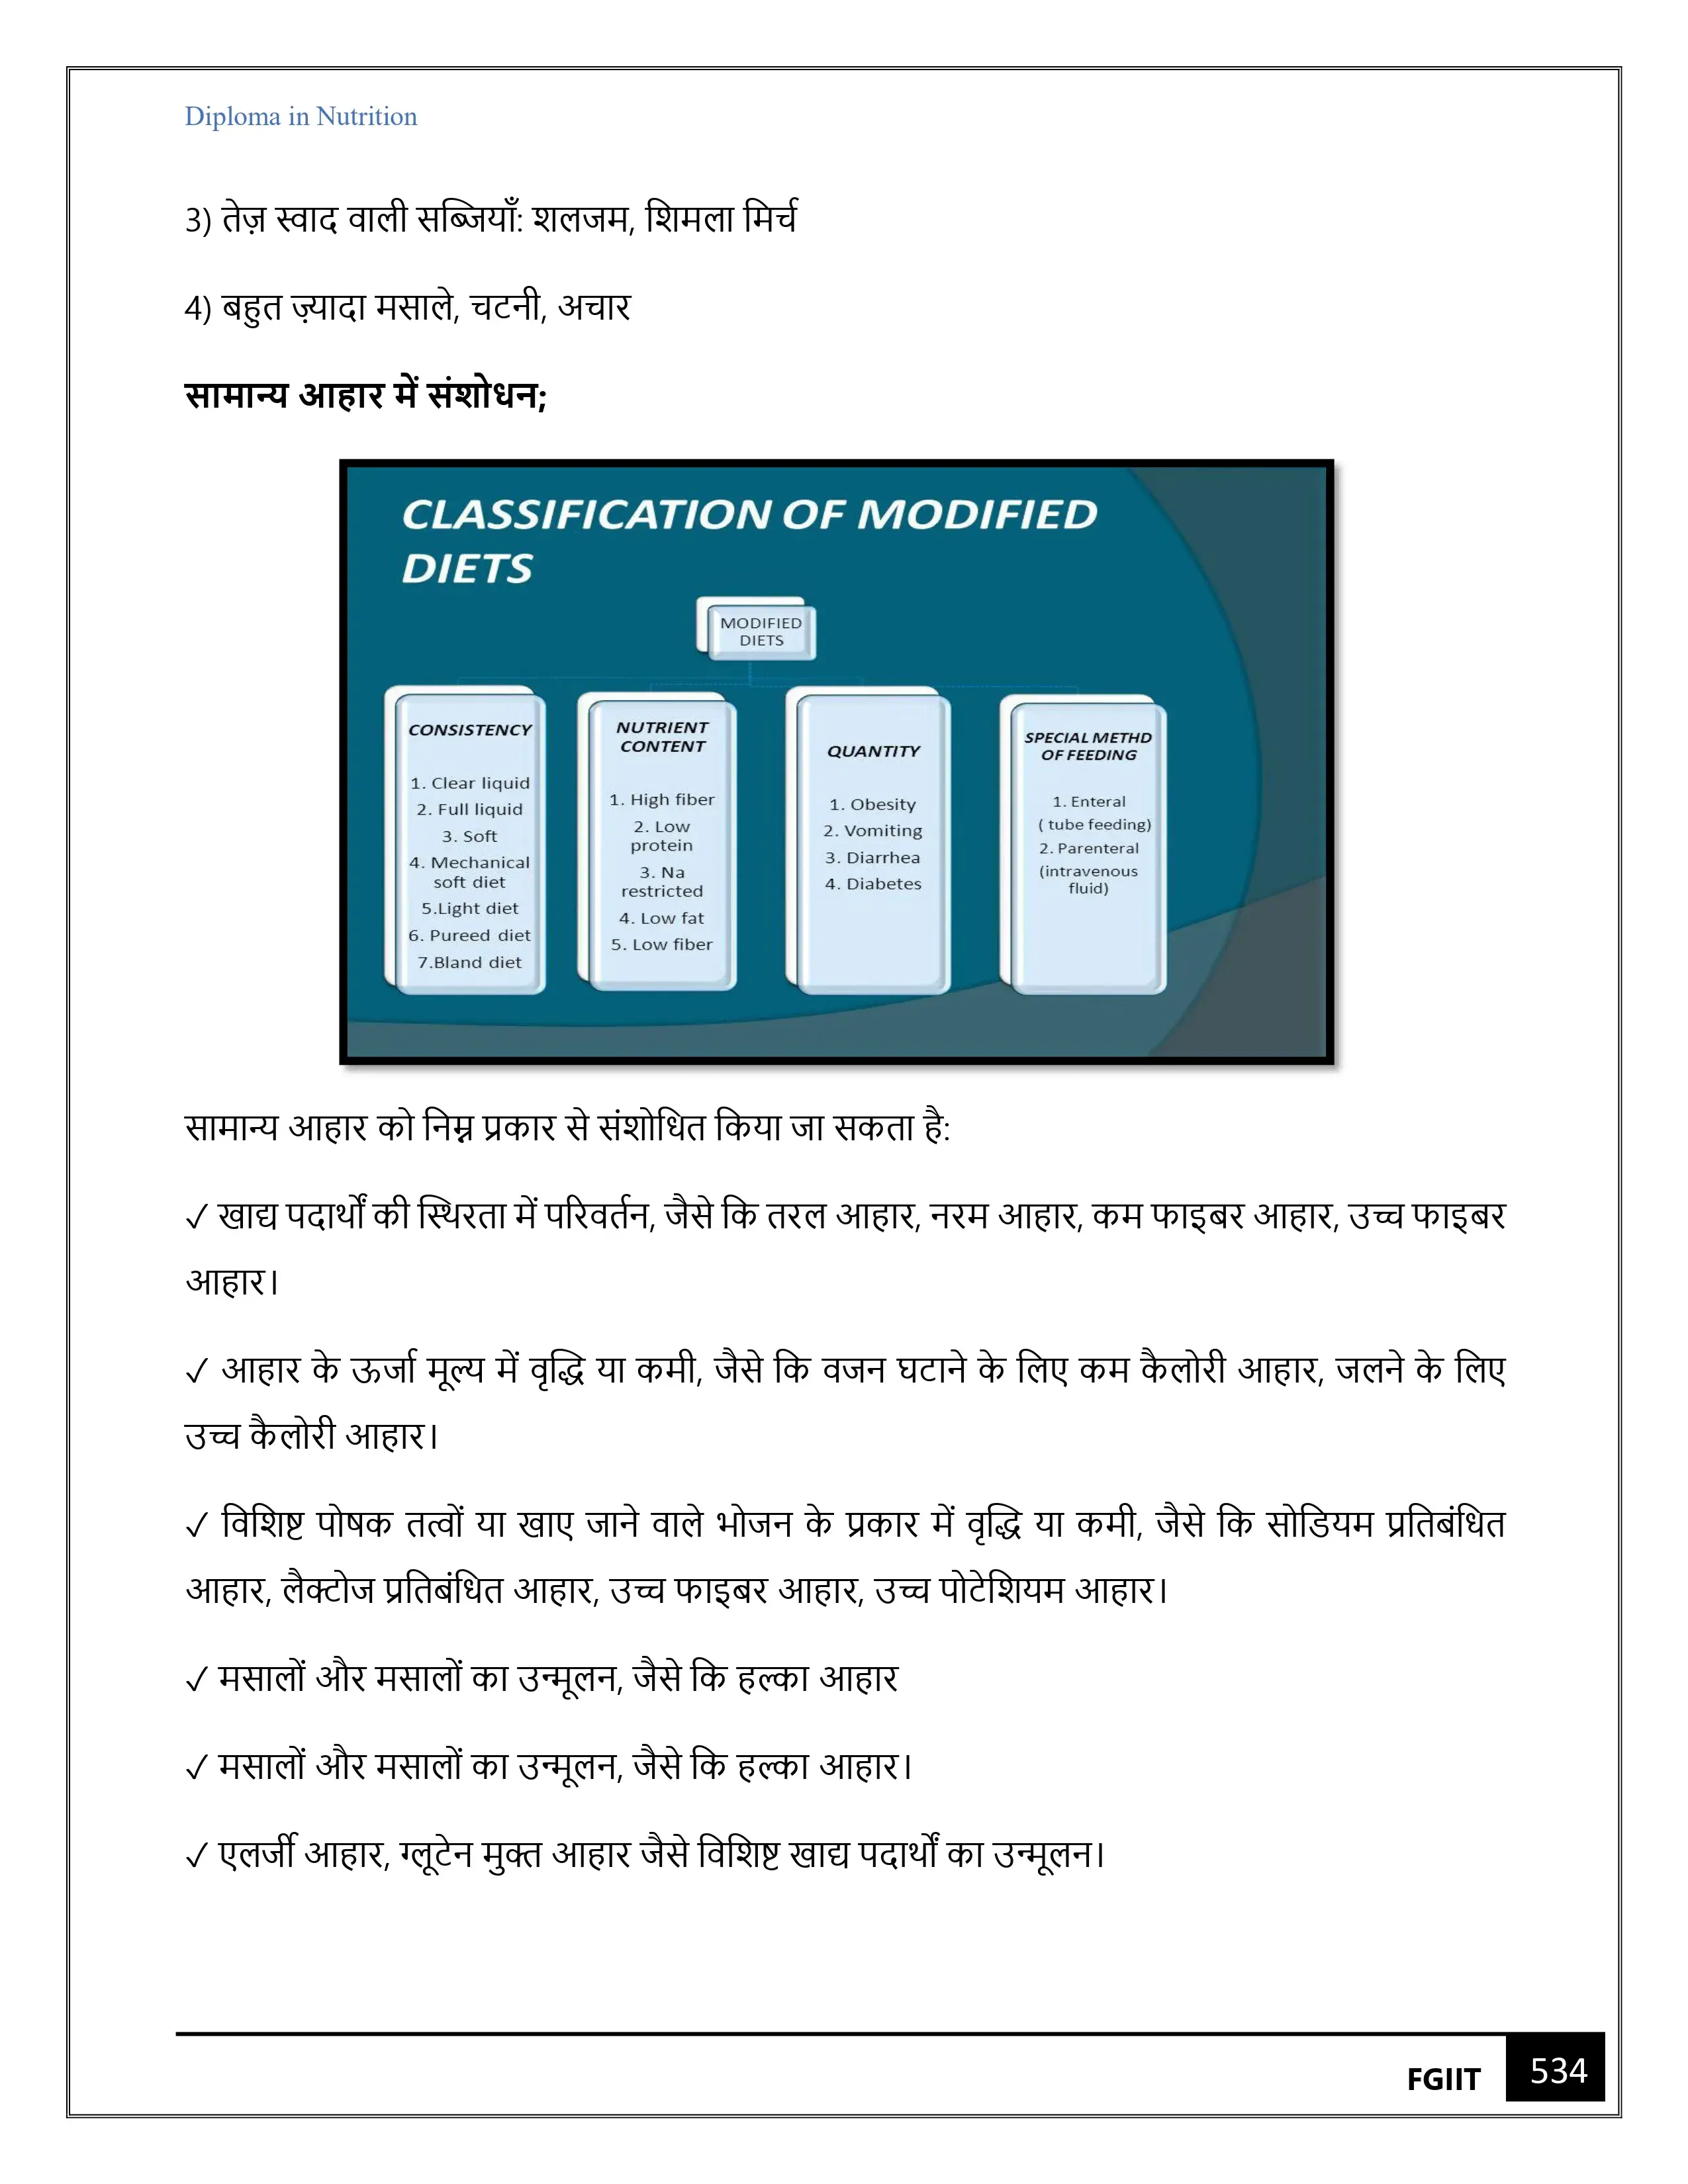 Diploma in Nutrition
3) तेज़ स्वाद वाली सब्जियाँ: शलजम, शिमला मिर्च
4) बहुत ज़्यादा मसाले, चटनी, अचार
सामान्य आहार में संशोधन;
CLASSIFICATION OF MODIFIED
DIETS
MODIFIED
DIETS
CONSISTENCY
1. Clear liquid
2. Full liquid
3. Soft
4. Mechanical
soft diet
5.Light diet
6. Pureed diet
7.Bland diet
NUTRIENT
CONTENT
1. High fiber
2. Low
protein
3. Na
restricted
4. Low fat
5. Low fiber
QUANTITY
1. Obesity
2. Vomiting
3. Diarrhea
4. Diabetes
SPECIAL METHD
OF FEEDING
1. Enteral
( tube feeding)
2. Parenteral
(intravenous
fluid)
सामान्य आहार को निम्न प्रकार से संशोधित किया जा सकता है:
✓ खाद्य पदार्थों की स्थिरता में परिवर्तन, जैसे कि तरल आहार, नरम आहार, कम फाइबर आहार, उच्च फाइबर
आहार।
✓ आहार के ऊर्जा मूल्य में वृद्धि या कमी, जैसे कि वजन घटाने के लिए कम कैलोरी आहार, जलने के लिए
उच्च कैलोरी आहार।
✓ विशिष्ट पोषक तत्वों या खाए जाने वाले भोजन के प्रकार में वृद्धि या कमी, जैसे कि सोडियम प्रतिबंधित
आहार, लैक्टोज प्रतिबंधित आहार, उच्च फाइबर आहार, उच्च पोटेशियम आहार।
✓ मसालों और मसालों का उन्मूलन, जैसे कि हल्का आहार
✓ मसालों और मसालों का उन्मूलन, जैसे कि हल्का आहार।
✓ एलर्जी आहार, ग्लूटेन मुक्त आहार जैसे विशिष्ट खाद्य पदार्थों का उन्मूलन।
FGIIT 534